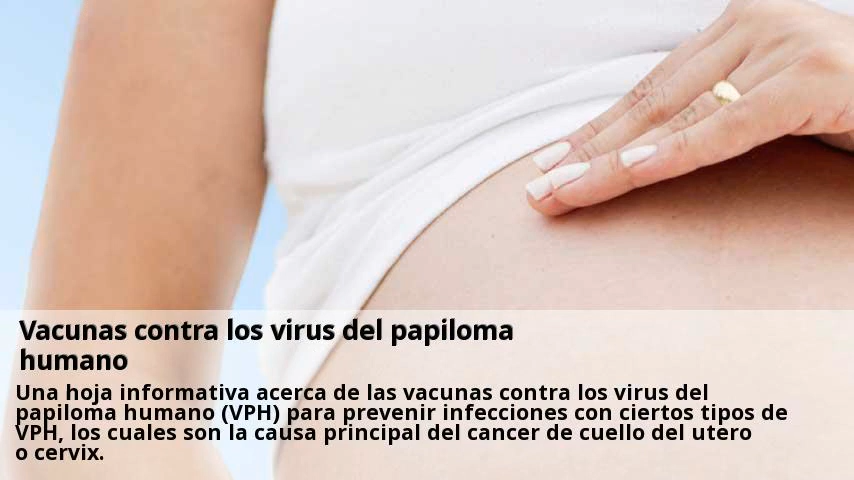 Vacunas contra los virus del papiloma
humano
Una hoja informativa acerca de las vacunas contra los virus del
papiloma humano (VPH) para prevenir infecciones con ciertos tipos de
VPH, los cuales son la causa principal del cancer de cuello del utero
o cervix.